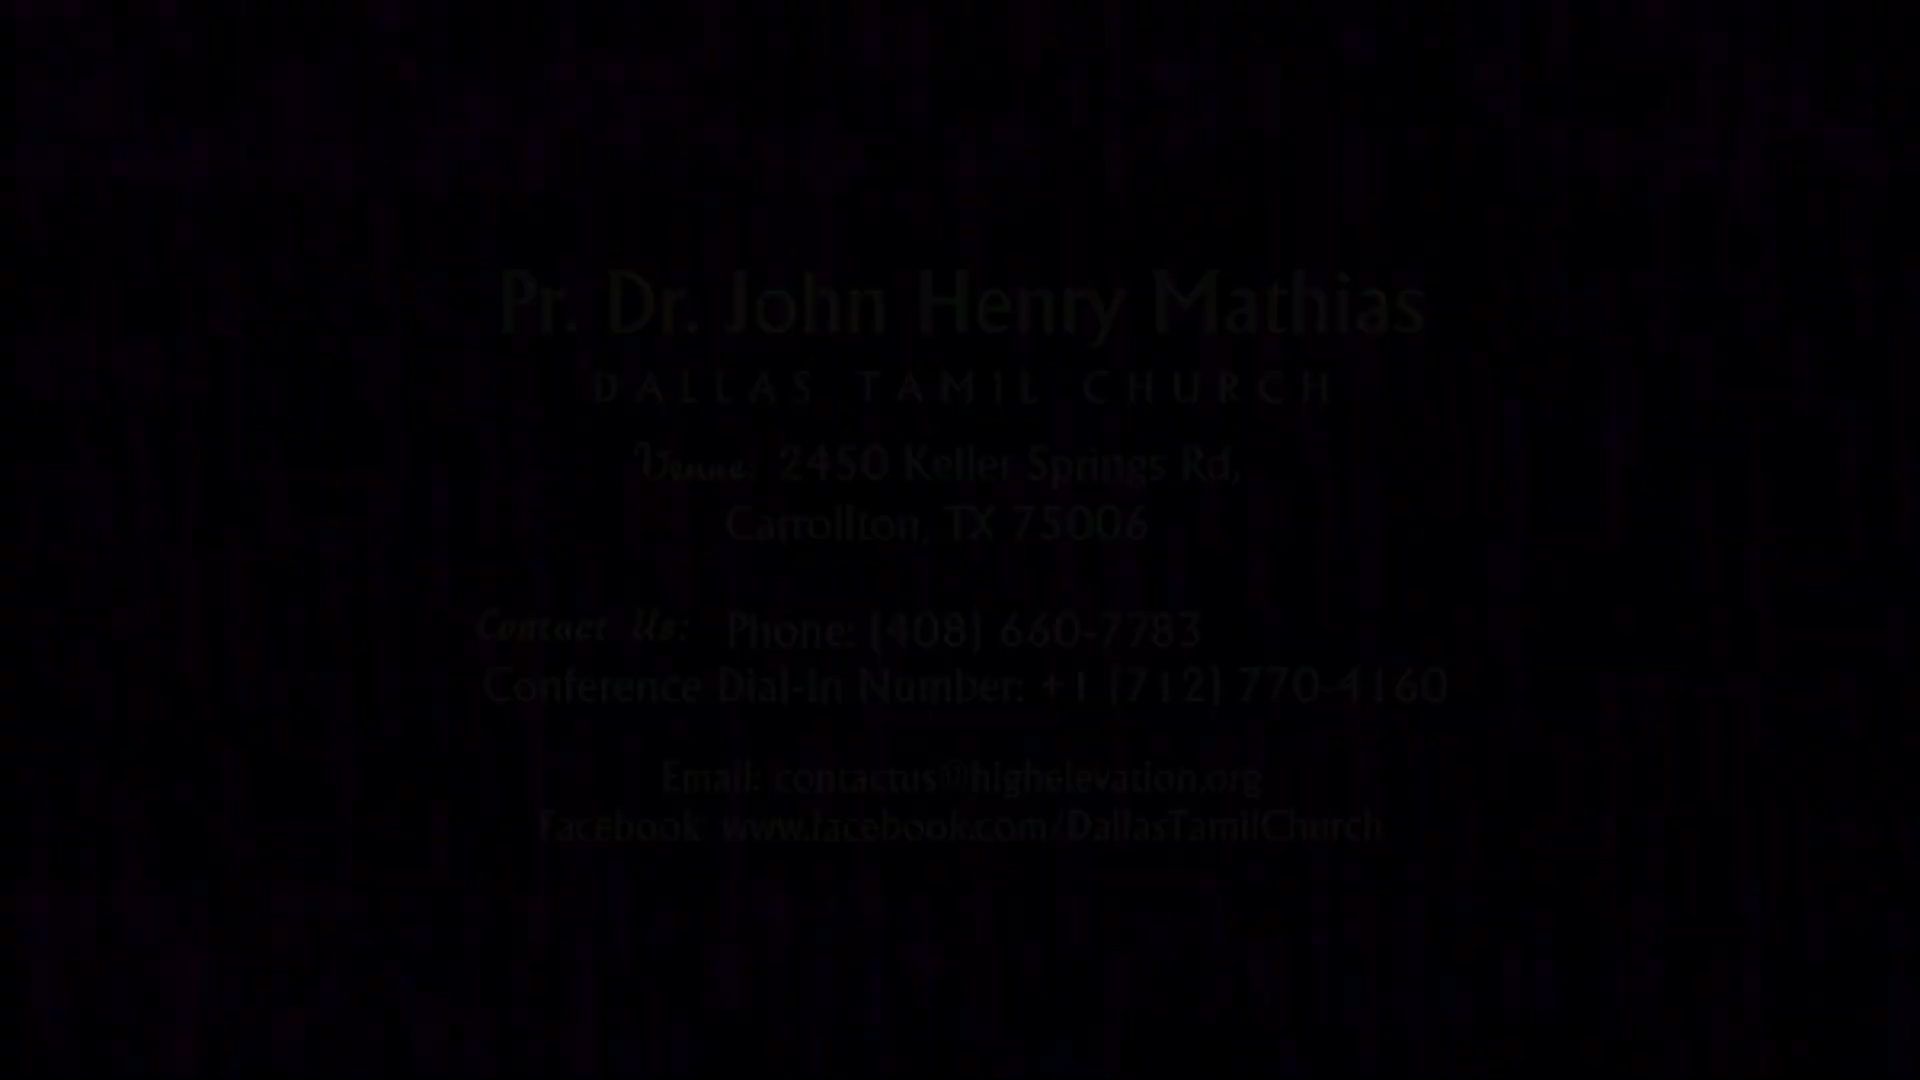 Pr. Dr. John Henry Mathias
DALLAS TAMIL CHURCH
Venue: 2450 Keller Springs Rd,
Carrollton, TX 75006
Contact Us: Phone: (408) 660-7783
Conference Dial-In Number: +1 (712) 770-4160
Email: contactus@highelevation.org
Facebook www.facebook.com/DallasTamilChurch